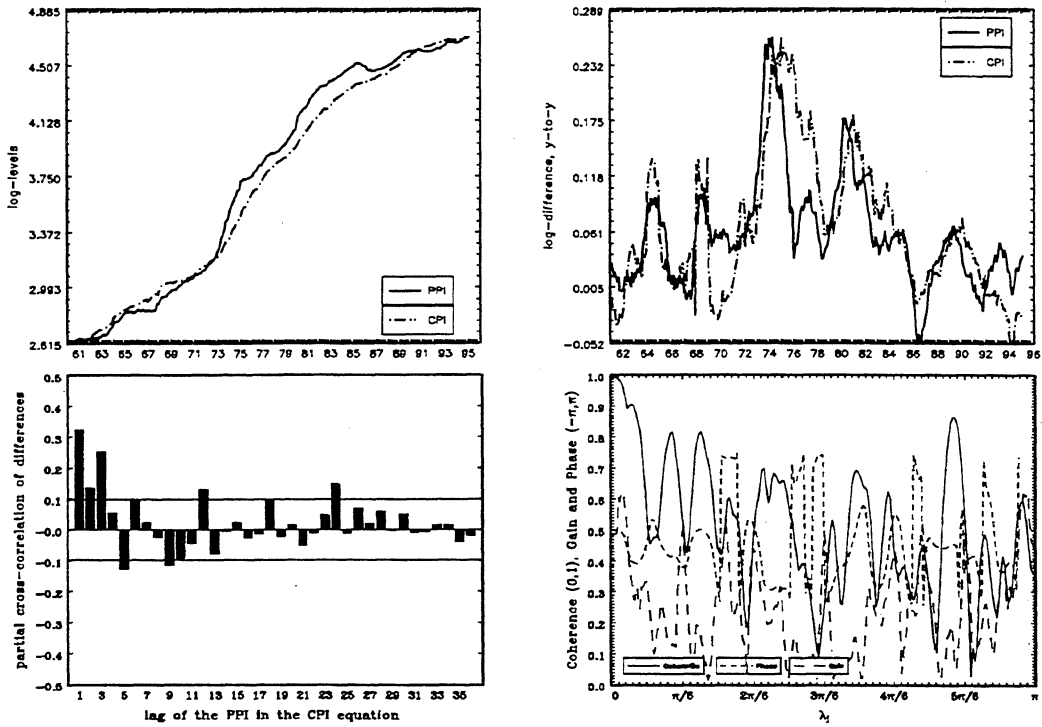 4.885
4.507
4.128
3.750
3.372
2.993
2.615
log-levels
PPI
CPI
61 63 65 67 69 71 73 75 77 79 81 83 85 87 89 91 93 95
0.289
0.232
0.175
0.118
0.061
0.005
-0.052
log-difference, y-to-y
PPI
CPI
62 64 66 68 70 72 74 76 78 80 82 84 86 88 90 92 94 96
0.5
0.4
0.3
0.2
0.1
-0.0
-0.1
-0.2
-0.3
-0.4
-0.5
partial cross-correlation of differences
1 3 5 7 9 11 13 15 17 19 21 23 25 27 29 31 33 35
lag of the PPI in the CPI equation
1.0
0.9
0.8
0.7
0.6
0.5
0.4
0.3
0.2
0.1
0.0
Coherence (0,1), Gain and Phase (-π,π)
Phase
Gain
0 π/6 2π/6 3π/6 4π/6 5π/6 π